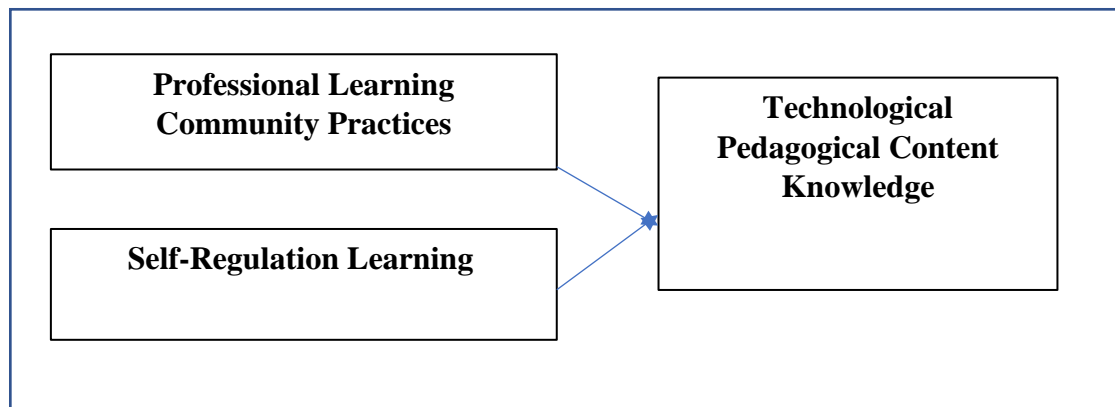 Professional Learning
Community Practices
Self-Regulation Learning
Technological
Pedagogical Content
Knowledge